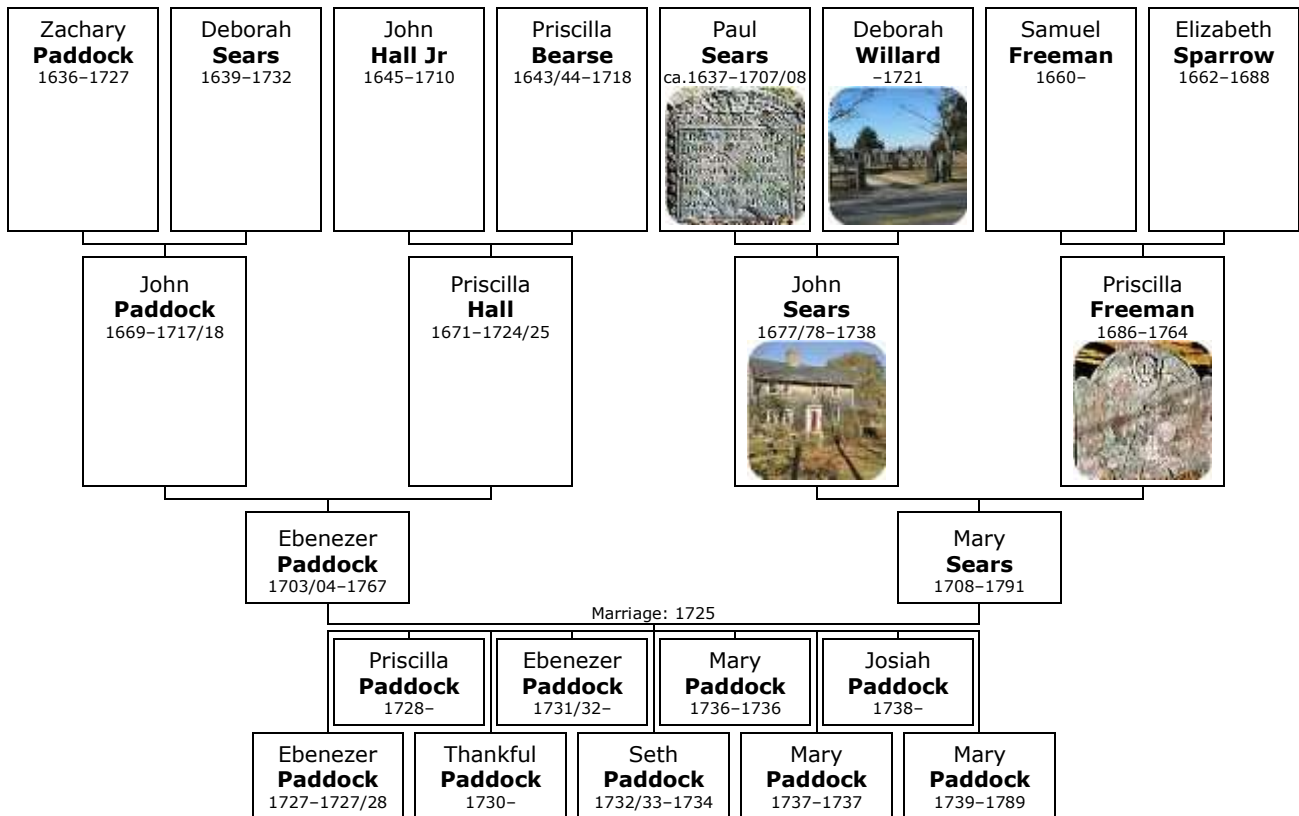 Zachary
Paddock
1636–1727
Deborah
Sears
1639–1732
John
Hall Jr
1645–1710
Priscilla
Bearse
1643/44–1718
Paul
Sears
ca.1637–1707/08
Deborah
Willard
–1721
Samuel
Freeman
1660–
Elizabeth
Sparrow
1662–1688
John
Paddock
1669–1717/18
Priscilla
Hall
1671–1724/25
John
Sears
1677/78–1738
Priscilla
Freeman
1686–1764
Ebenezer
Paddock
1703/04–1767
Mary
Sears
1708–1791
Marriage: 1725
Priscilla
Paddock
1728–
Ebenezer
Paddock
1731/32–
Mary
Paddock
1736–1736
Josiah
Paddock
1738–
Ebenezer
Paddock
1727–1727/28
Thankful
Paddock
1730–
Seth
Paddock
1732/33–1734
Mary
Paddock
1737–1737
Mary
Paddock
1739–1789